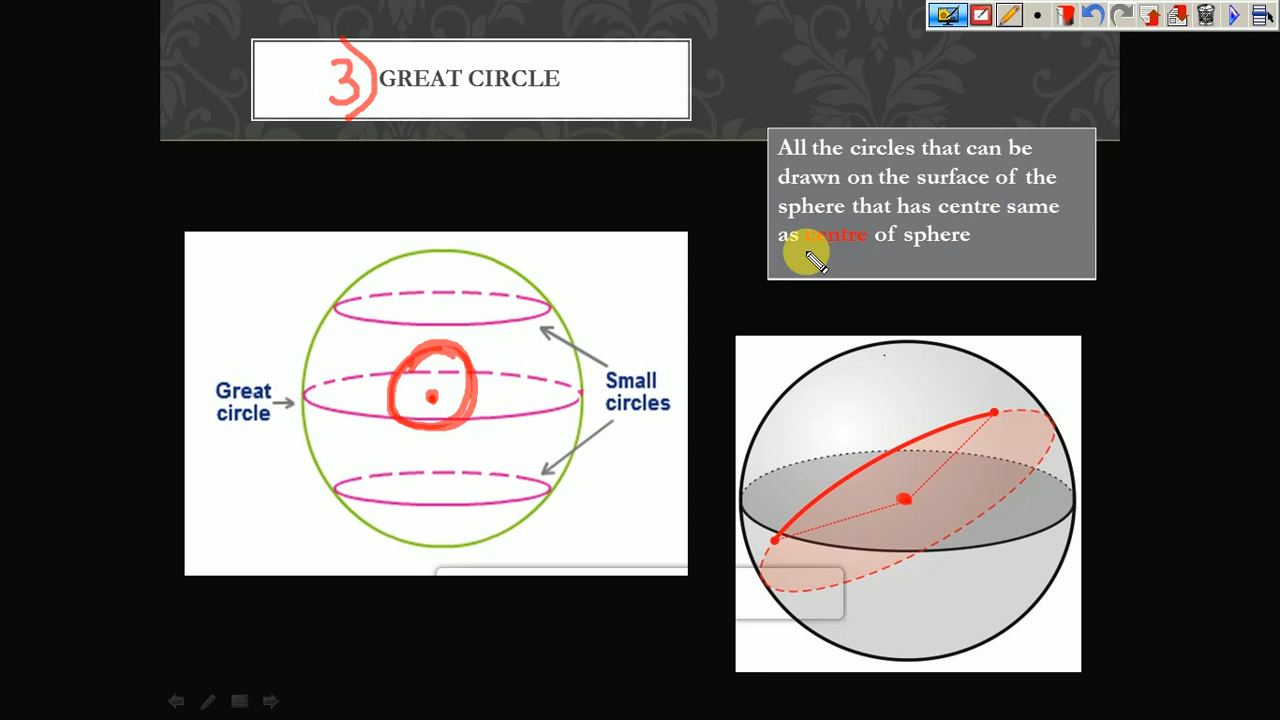 3) GREAT CIRCLE
All the circles that can be
drawn on the surface of the
sphere that has centre same
as centre of sphere
Great
circle
Small
circles